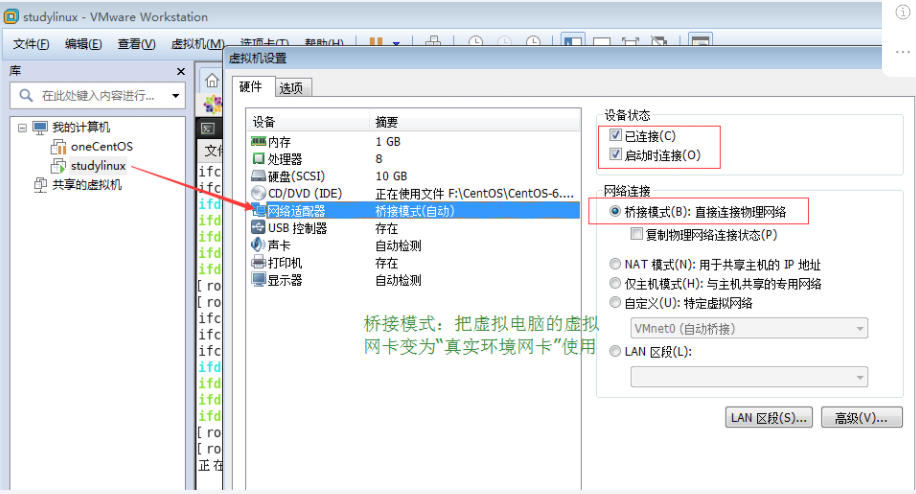 studylinux - VMware Workstation
文件(F) 编辑(E) 查看(V) 虚拟机(M) 选项卡(T) 帮助(H)
库
在此处键入内容进行...
我的计算机
oneCentOS
studylinux
共享的虚拟机
文件
ifc
ifc
ifd
ifd
ifd
ifd
ifd
[ ro
[ ro
ifc
ifc
ifc
ifd
ifd
ifd
ifd
[ ro
[ ro
正在
虚拟机设置
硬件 选项
设备 摘要
内存 1 GB
处理器 8
硬盘(SCSI) 10 GB
CD/DVD (IDE) 正在使用文件 F:\CentOS\CentOS-6....
网络适配器 桥接模式(自动)
USB 控制器 存在
声卡 自动检测
打印机 存在
显示器 自动检测
桥接模式：把虚拟电脑的虚拟
网卡变为“真实环境网卡”使用
设备状态
已连接(C)
启动时连接(O)
网络连接
桥接模式(B): 直接连接物理网络
复制物理网络连接状态(P)
NAT 模式(N): 用于共享主机的 IP 地址
仅主机模式(H): 与主机共享的专用网络
自定义(U): 特定虚拟网络
VMnet0 (自动桥接)
LAN 区段(L):
LAN 区段(S)... 高级(V)...